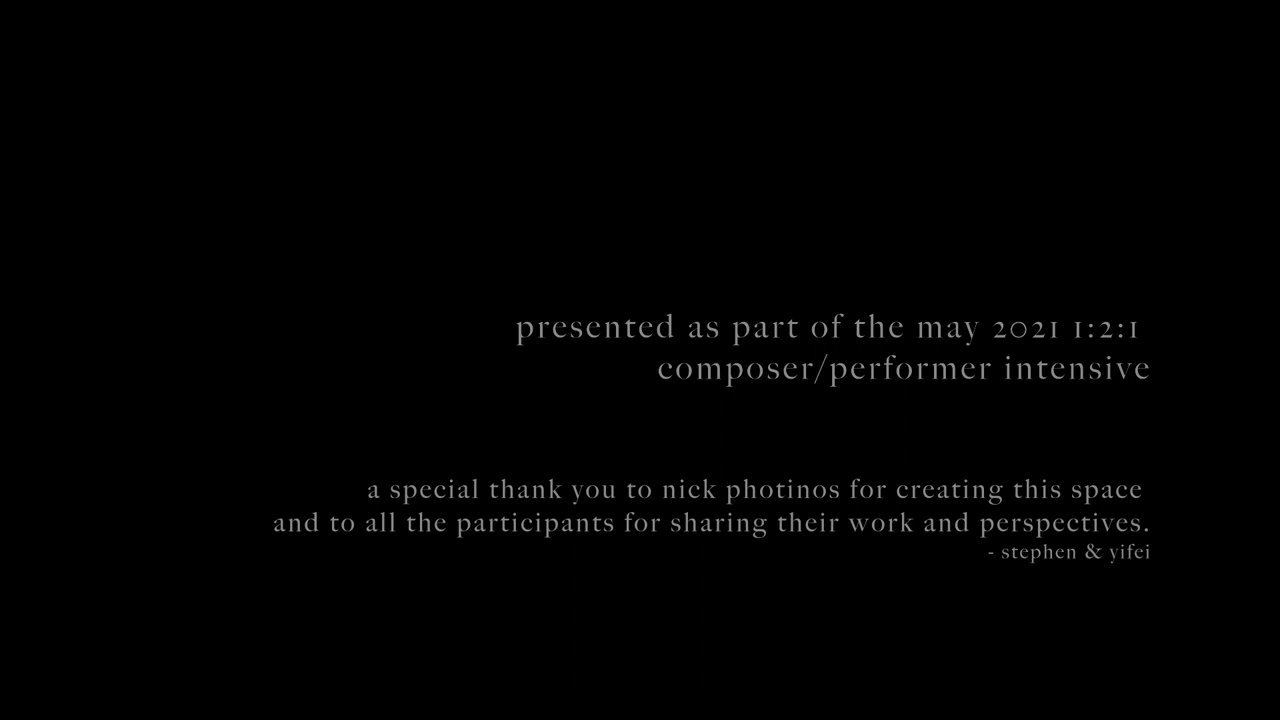 presented as part of the may 2021 1:2:1
composer/performer intensive
a special thank you to nick photinos for creating this space
and to all the participants for sharing their work and perspectives.
- stephen & yifei